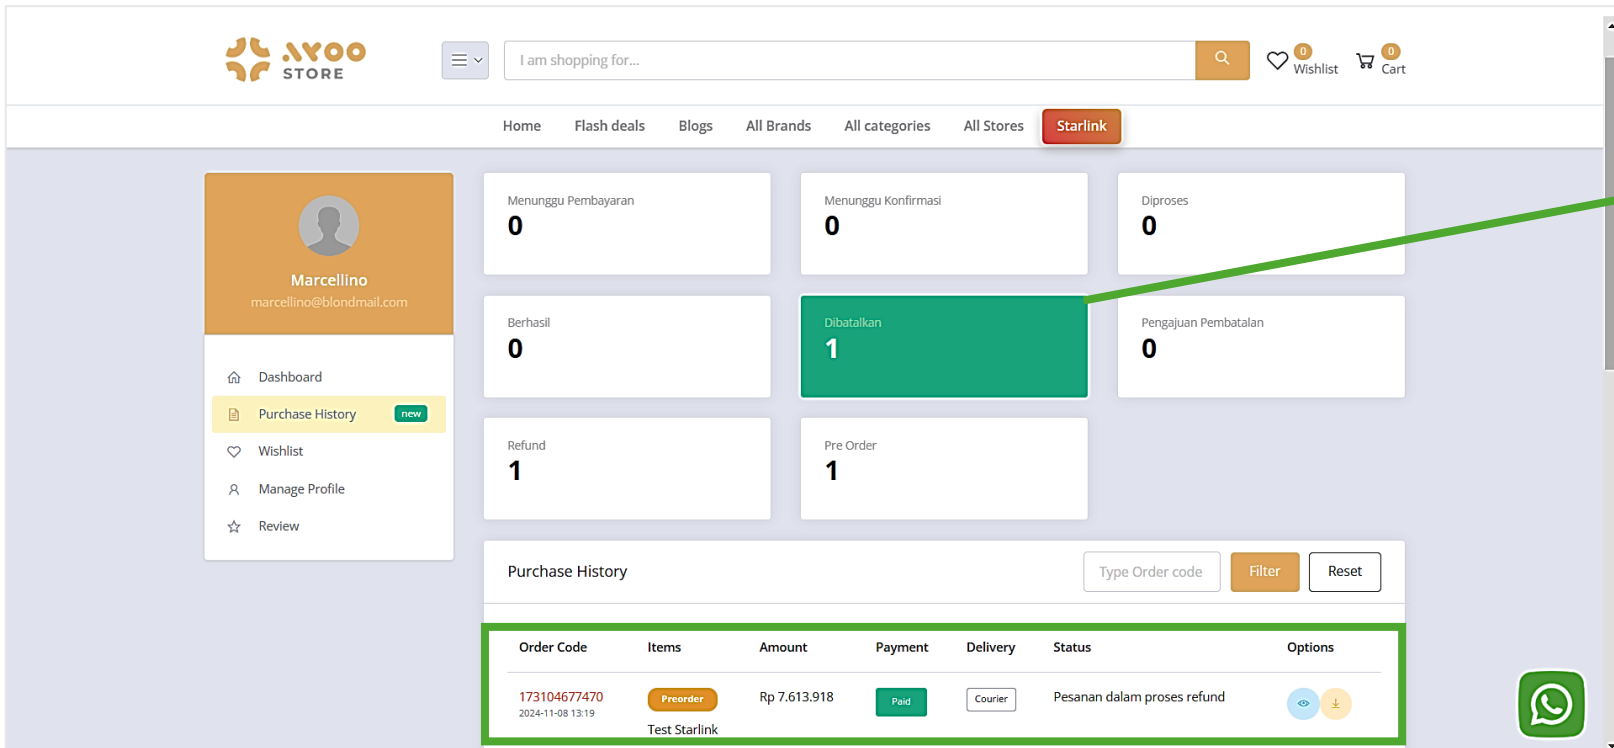 AYOO
STORE
I am shopping for...
0
Wishlist
0
Cart
Home Flash deals Blogs All Brands All categories All Stores Starlink
Marcellino
marcellino@blondmail.com
Dashboard
Purchase History new
Wishlist
Manage Profile
Review
Menunggu Pembayaran
0
Menunggu Konfirmasi
0
Diproses
0
Berhasil
0
Dibatalkan
1
Pengajuan Pembatalan
0
Refund
1
Pre Order
1
Purchase History Type Order code Filter Reset
Order Code Items Amount Payment Delivery Status Options
173104677470 Preorder Rp 7.613.918 Paid Courier Pesanan dalam proses refund
2024-11-08 13:19
Test Starlink